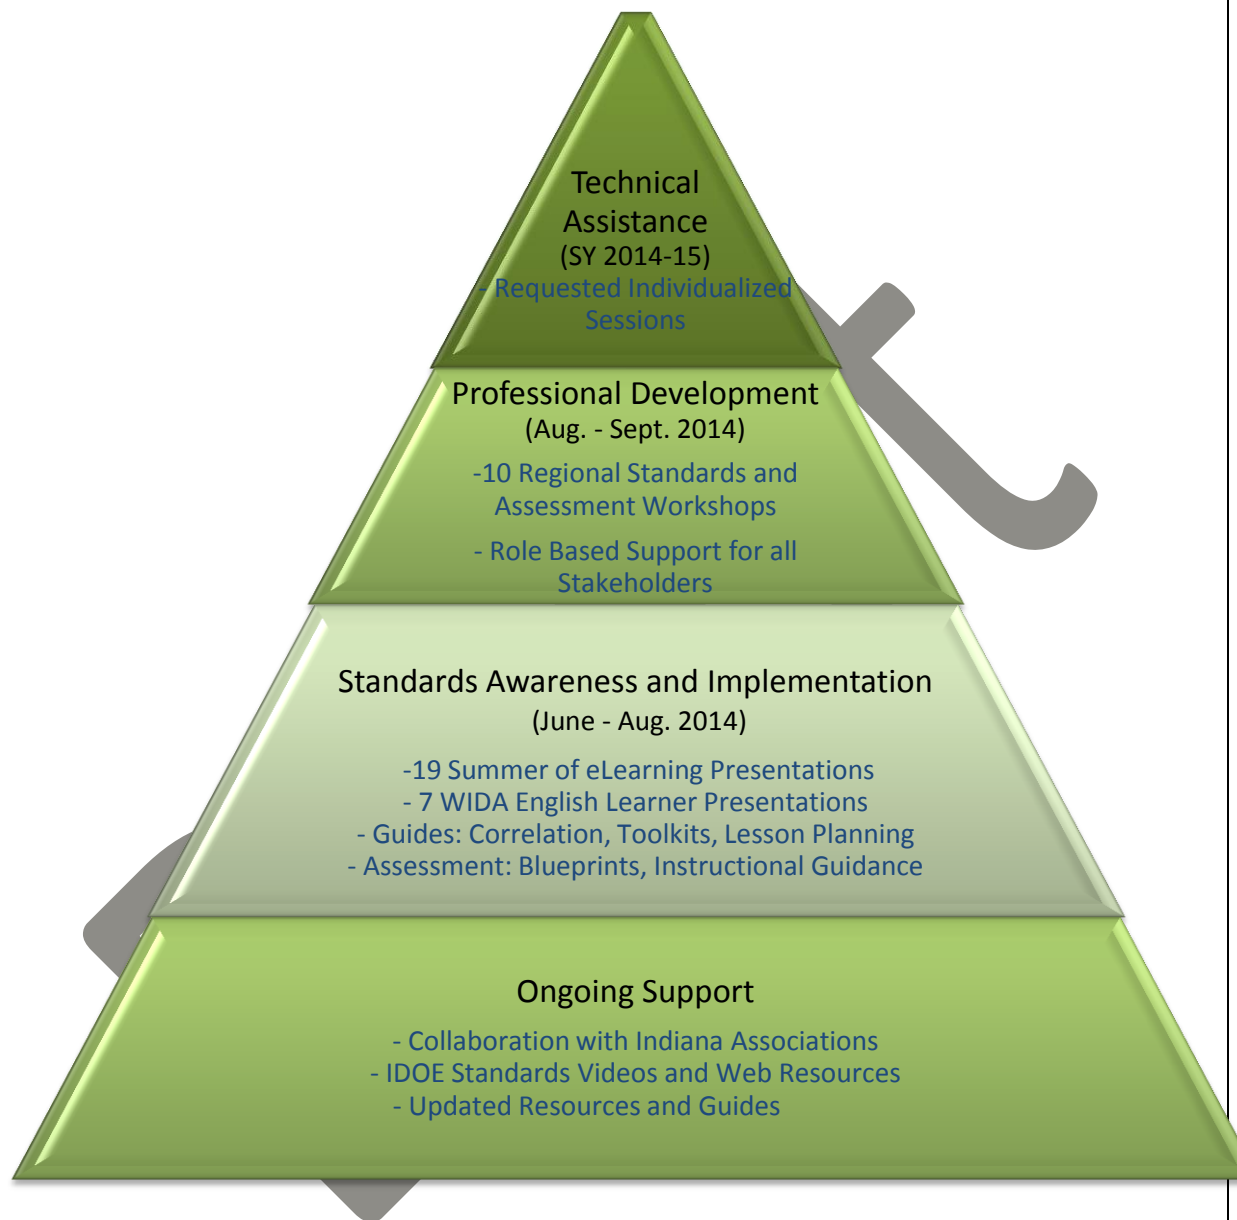 Technical
Assistance
(SY 2014-15)
- Requested Individualized
Sessions
Professional Development
(Aug. - Sept. 2014)
-10 Regional Standards and
Assessment Workshops
- Role Based Support for all
Stakeholders
Standards Awareness and Implementation
(June - Aug. 2014)
-19 Summer of eLearning Presentations
- 7 WIDA English Learner Presentations
- Guides: Correlation, Toolkits, Lesson Planning
- Assessment: Blueprints, Instructional Guidance
Ongoing Support
- Collaboration with Indiana Associations
- IDOE Standards Videos and Web Resources
- Updated Resources and Guides